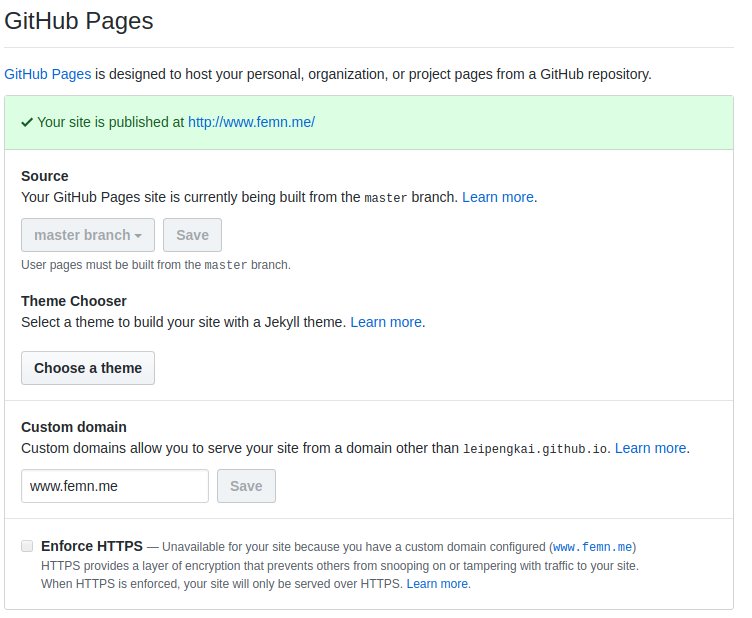 GitHub Pages
GitHub Pages is designed to host your personal, organization, or project pages from a GitHub repository.
Your site is published at http://www.femn.me/
Source
Your GitHub Pages site is currently being built from the master branch. Learn more.
master branch Save
User pages must be built from the master branch.
Theme Chooser
Select a theme to build your site with a Jekyll theme. Learn more.
Choose a theme
Custom domain
Custom domains allow you to serve your site from a domain other than leipengkai.github.io. Learn more.
www.femn.me Save
Enforce HTTPS — Unavailable for your site because you have a custom domain configured (www.femn.me)
HTTPS provides a layer of encryption that prevents others from snooping on or tampering with traffic to your site.
When HTTPS is enforced, your site will only be served over HTTPS. Learn more.